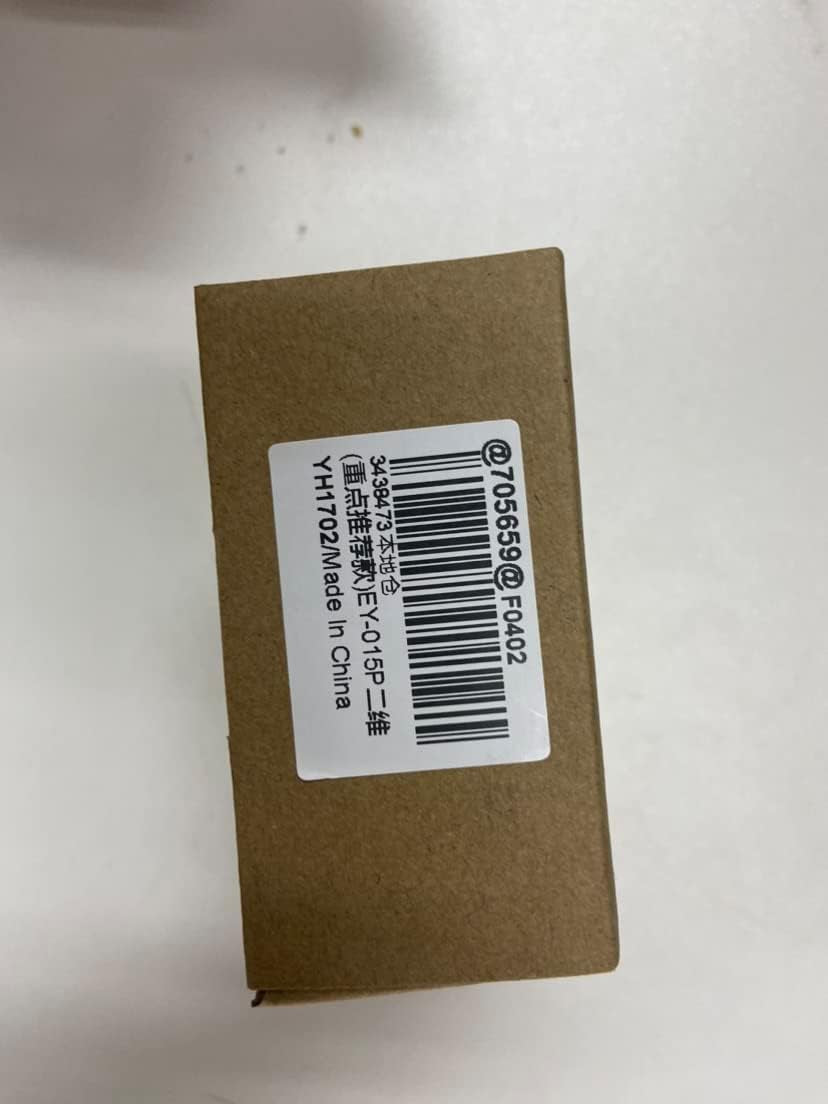 @705659@ F0402
3438473本地仓
(重点推荐款)EY-015P二维
YH1702/Made In China